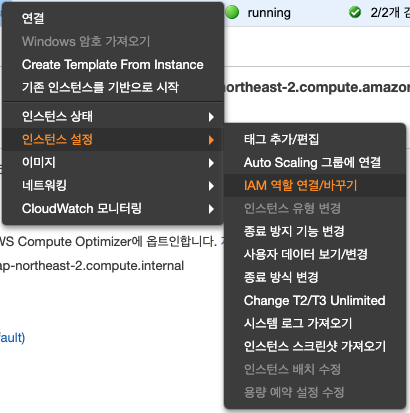 연결
running
2/2개
Windows 암호 가져오기
Create Template From Instance
기존 인스턴스를 기반으로 시작
ortheast-2.compute.amazor
인스턴스 상태
인스턴스 설정
태그 추가/편집
이미지
Auto Scaling 그룹에 연결
네트워킹
IAM 역할 연결/바꾸기
CloudWatch 모니터링
인스턴스 유형 변경
종료 방지 기능 변경
WS Compute Optimizer에 옵트인합니다.
사용자 데이터 보기/변경
ap-northeast-2.compute.internal
종료 방식 변경
Change T2/T3 Unlimited
시스템 로그 가져오기
fault)
인스턴스 스크린샷 가져오기
인스턴스 배치 수정
용량 예약 설정 수정